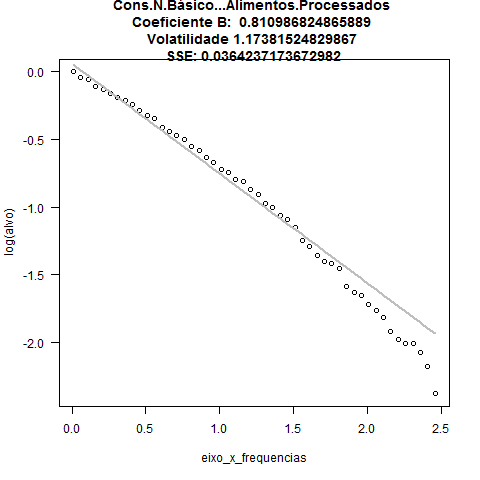 Cons.N.Básico...Alimentos.Processados
Coeficiente B: 0.810986824865889
Volatilidade 1.17381524829867
SSE: 0.0364237173672982
0.0
-0.5
-1.0
-1.5
-2.0
log(alvo)
0.0 0.5 1.0 1.5 2.0 2.5
eixo_x_frequencias